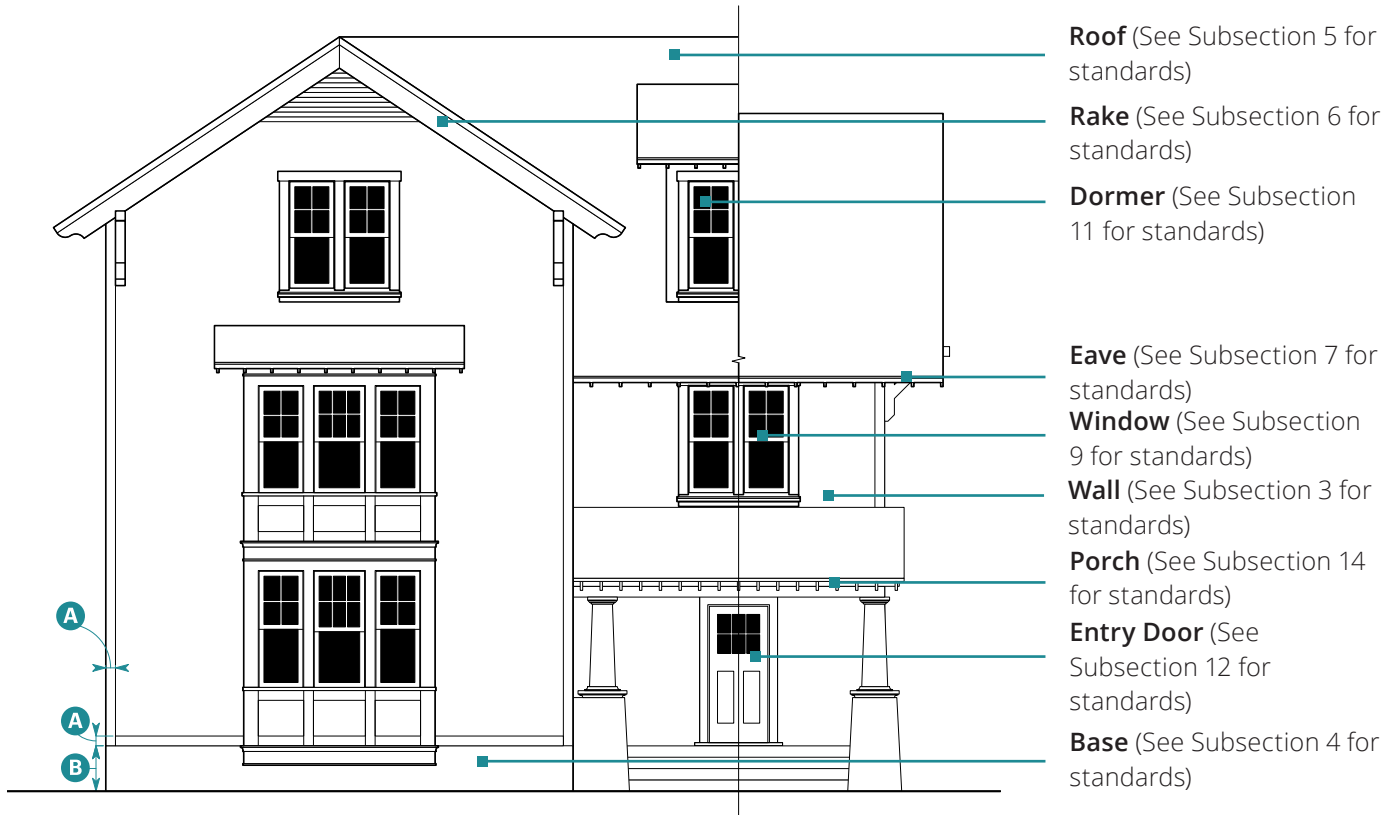 Roof (See Subsection 5 for
standards)
Rake (See Subsection 6 for
standards)
Dormer (See Subsection
11 for standards)
Eave (See Subsection 7 for
standards)
Window (See Subsection
9 for standards)
Wall (See Subsection 3 for
standards)
Porch (See Subsection 14
for standards)
Entry Door (See
Subsection 12 for
standards)
Base (See Subsection 4 for
standards)
A
A
B